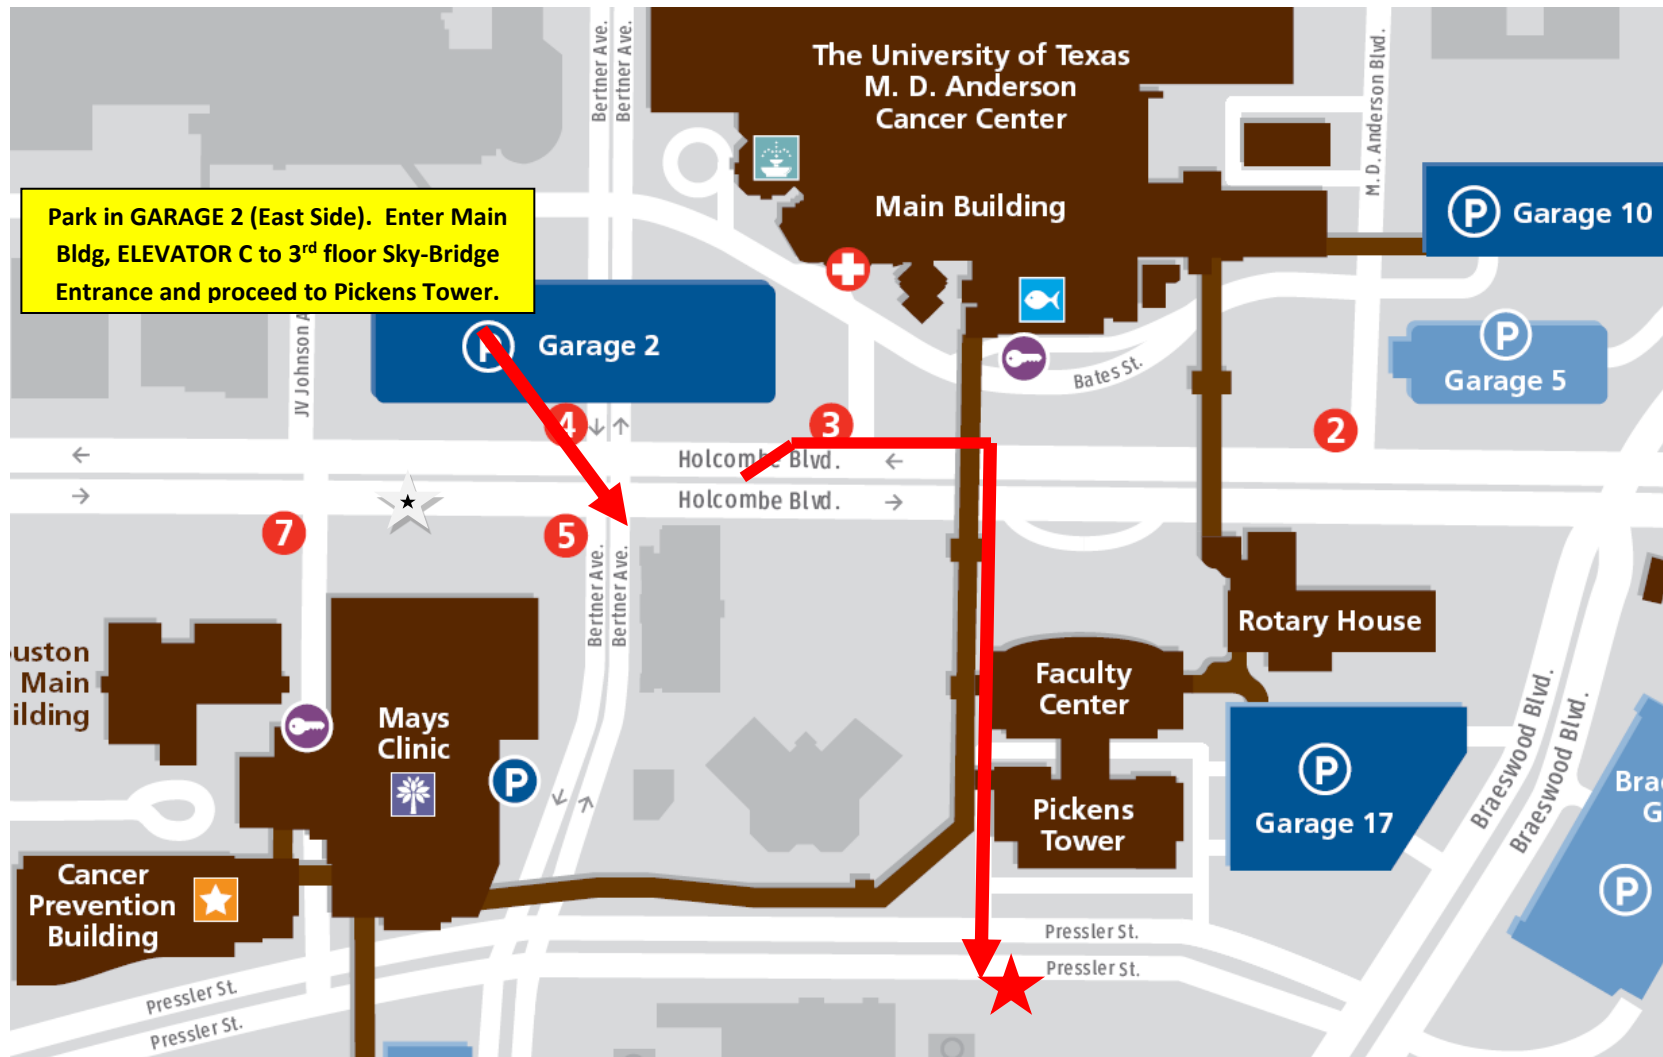 Bertner Ave.
Bertner Ave.
The University of Texas
M. D. Anderson
Cancer Center
M. D. Anderson Blvd.
Park in GARAGE 2 (East Side). Enter Main
Bldg, ELEVATOR C to 3rd floor Sky-Bridge
Entrance and proceed to Pickens Tower.
Main Building
P Garage 10
JV Johnson A
P Garage 2
Bates St.
P
Garage 5
4
3
2
Holcombe Blvd.
Holcombe Blvd.
7
5
Bertner Ave.
Bertner Ave.
Rotary House
uston
Main
ilding
Mays
Clinic
P
Faculty
Center
Braeswood Blvd.
Braeswood Blvd.
P
Garage 17
Pickens
Tower
Bra
G
P
Cancer
Prevention
Building
Pressler St.
Pressler St.
Pressler St.
Pressler St.